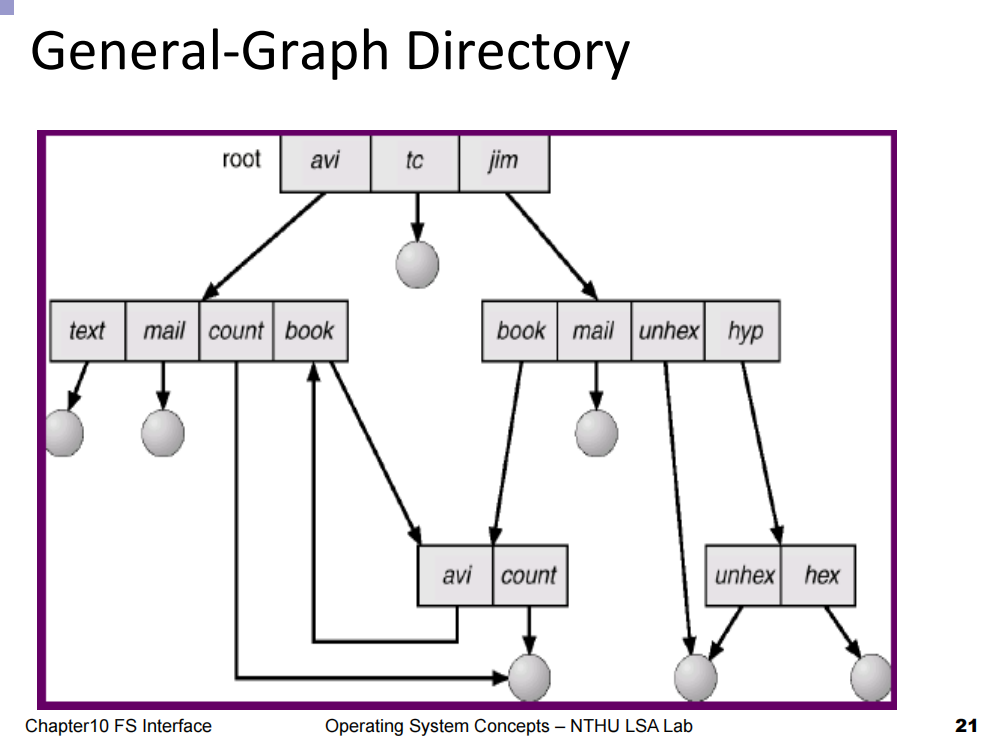 General-Graph Directory
root avi tc jim
text mail count book book mail unhex hyp
avi count unhex hex
Chapter10 FS Interface Operating System Concepts – NTHU LSA Lab 21